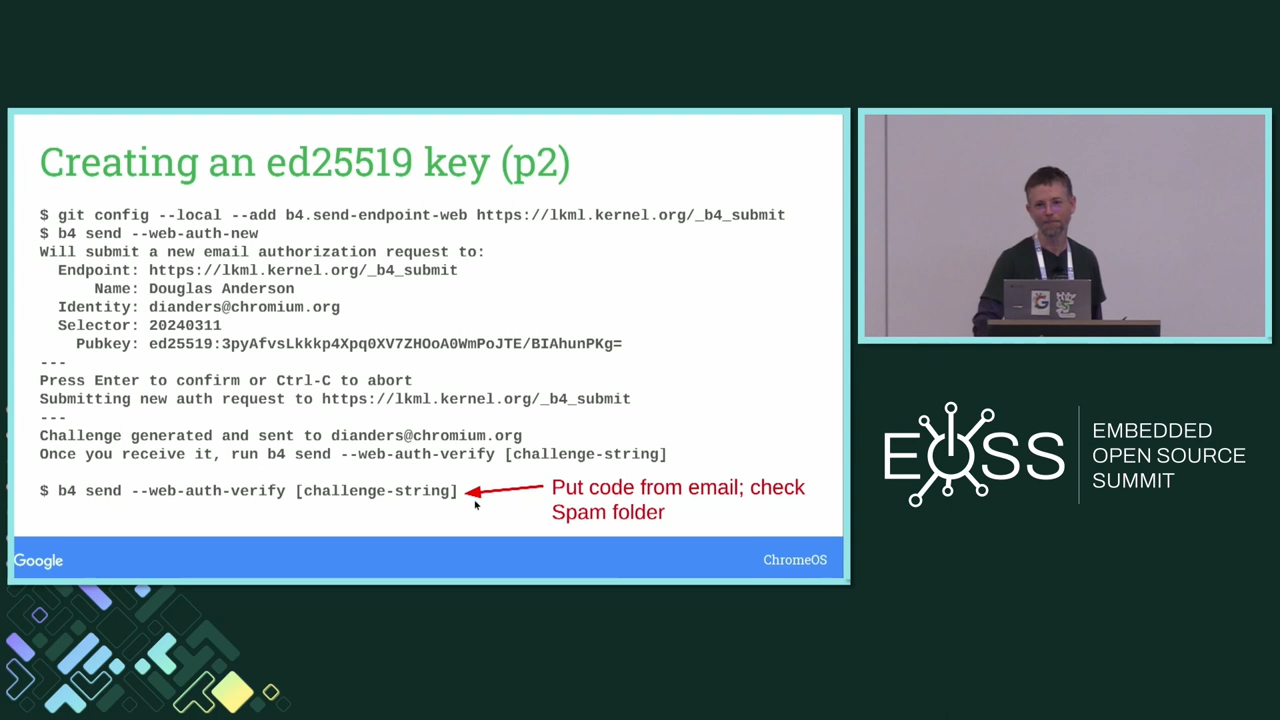 Creating an ed25519 key (p2)
$ git config --local --add b4.send-endpoint-web https://lkml.kernel.org/_b4_submit
$ b4 send --web-auth-new
Will submit a new email authorization request to:
Endpoint: https://lkml.kernel.org/_b4_submit
Name: Douglas Anderson
Identity: dianders@chromium.org
Selector: 20240311
Pubkey: ed25519:3pyAfvsLkkkp4Xpq0XV7ZHOoA0WmPoJTE/BIAhunPKg=
---
Press Enter to confirm or Ctrl-C to abort
Submitting new auth request to https://lkml.kernel.org/_b4_submit
---
Challenge generated and sent to dianders@chromium.org
Once you receive it, run b4 send --web-auth-verify [challenge-string]
$ b4 send --web-auth-verify [challenge-string]
Put code from email; check
Spam folder
Google
ChromeOS
EOSS
EMBEDDED
OPEN SOURCE
SUMMIT